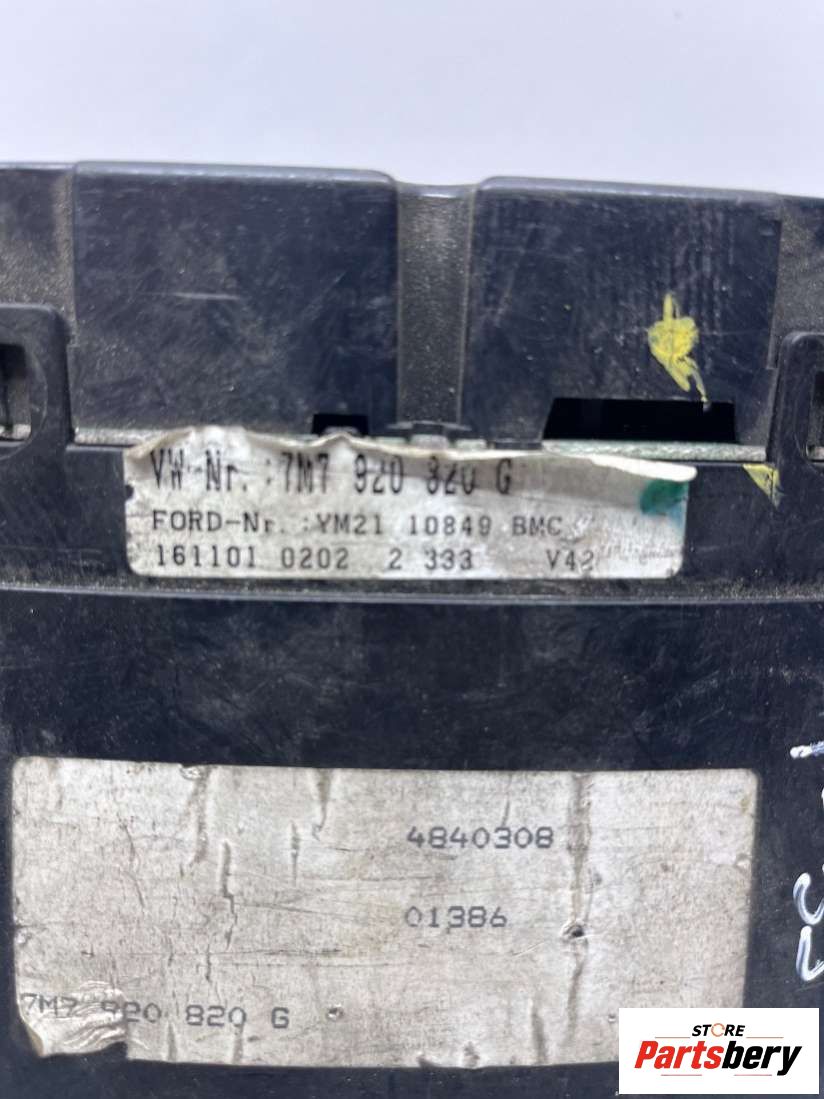 VW-Nr. :7M7 920 820 G
FORD-Nr. :YM21 10849 BMC
161101 0202 2 333 V42
4840308
01386
7M7 920 820 G
STORE
Partsbery